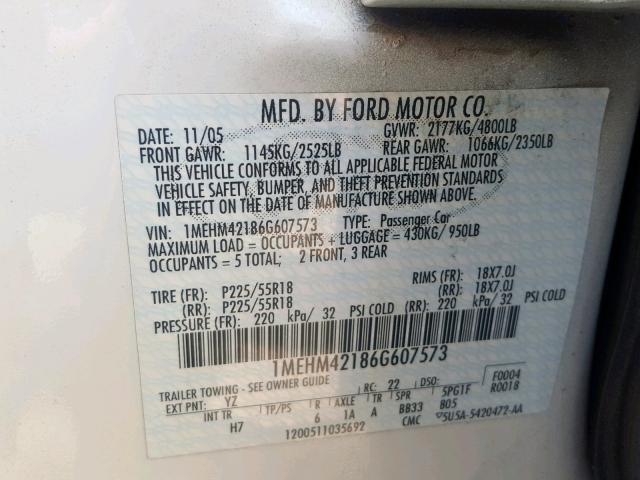 MFD. BY FORD MOTOR CO.
DATE: 11/05 GVWR: 2177KG/4800LB
FRONT GAWR: 1145KG/2525LB REAR GAWR: 1066KG/2350LB
THIS VEHICLE CONFORMS TO ALL APPLICABLE FEDERAL MOTOR
VEHICLE SAFETY, BUMPER, AND THEFT PREVENTION STANDARDS
IN EFFECT ON THE DATE OF MANUFACTURE SHOWN ABOVE.
VIN: 1MEHM42186G607573 TYPE: Passenger Car
MAXIMUM LOAD = OCCUPANTS + LUGGAGE = 430KG/950LB
OCCUPANTS = 5 TOTAL; 2 FRONT, 3 REAR
TIRE (FR): P225/55R18 RIMS (FR): 18X7.0J
(RR): P225/55R18 (RR): 18X7.0J
PRESSURE (FR): 220 kPa/ 32 PSI COLD (RR): 220 kPa/ 32 PSI COLD
1MEHM42186G607573
TRAILER TOWING - SEE OWNER GUIDE RC: 22 DSO: F0004
EXT PNT: YZ R0018
INT TR TP/PS R AXLE TR SPR 5PG1F
H7 6 1A A BB33 B05
1200511035692 CMC 5U5A-5420472-AA